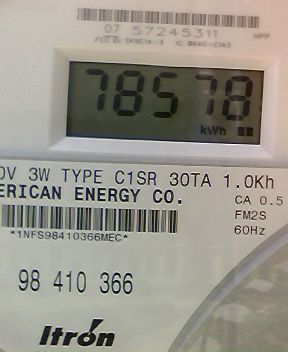 07 57245311
78578
kWh
0V 3W TYPE C1SR 30TA 1.0Kh
ERICAN ENERGY CO.
CA 0.5
FM2S
60Hz
*1NFS98410366MEC*
98 410 366
Itron